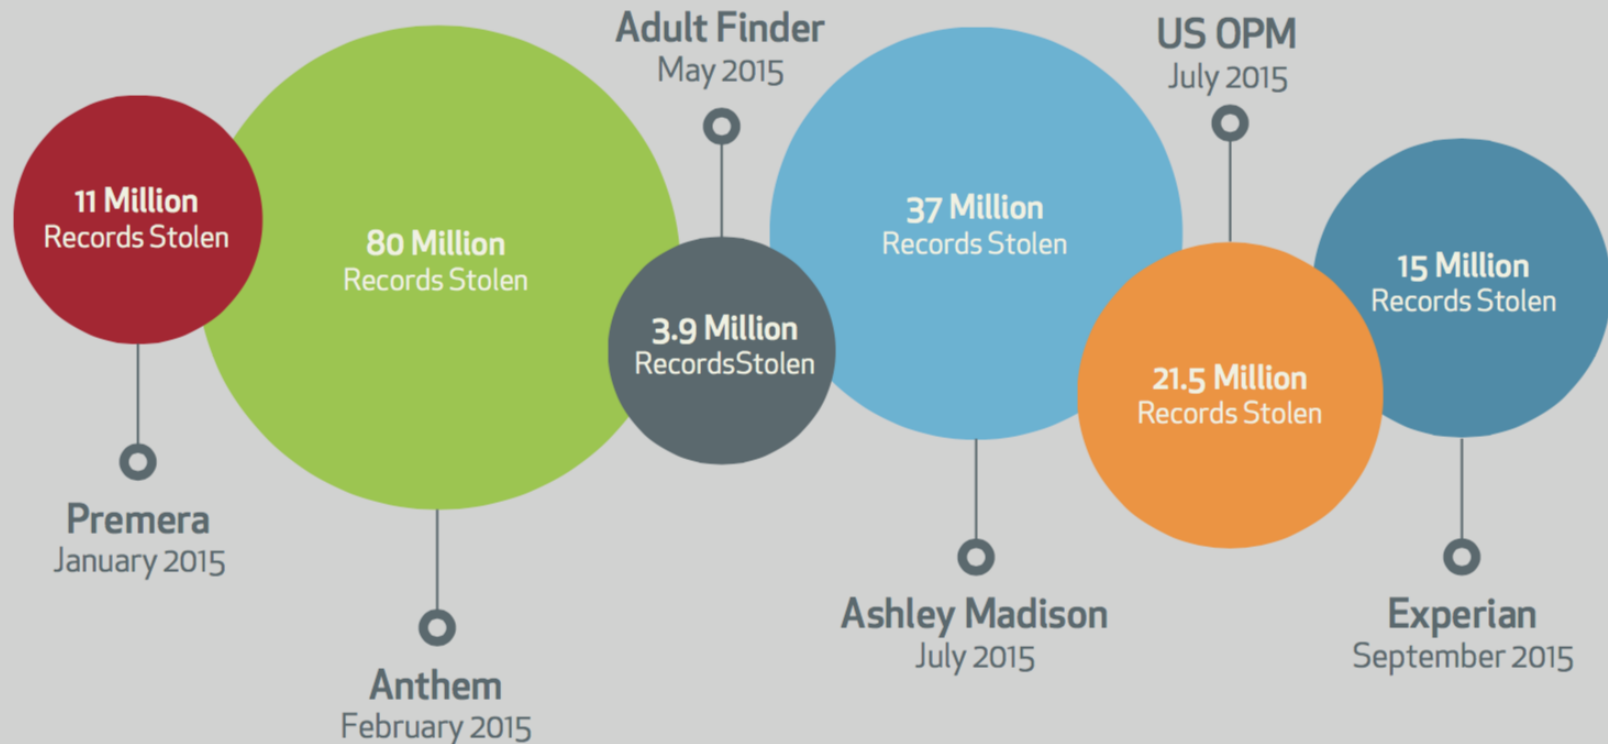 Adult Finder
May 2015
US OPM
July 2015
11 Million
Records Stolen
80 Million
Records Stolen
3.9 Million
RecordsStolen
37 Million
Records Stolen
21.5 Million
Records Stolen
15 Million
Records Stolen
Premera
January 2015
Anthem
February 2015
Ashley Madison
July 2015
Experian
September 2015